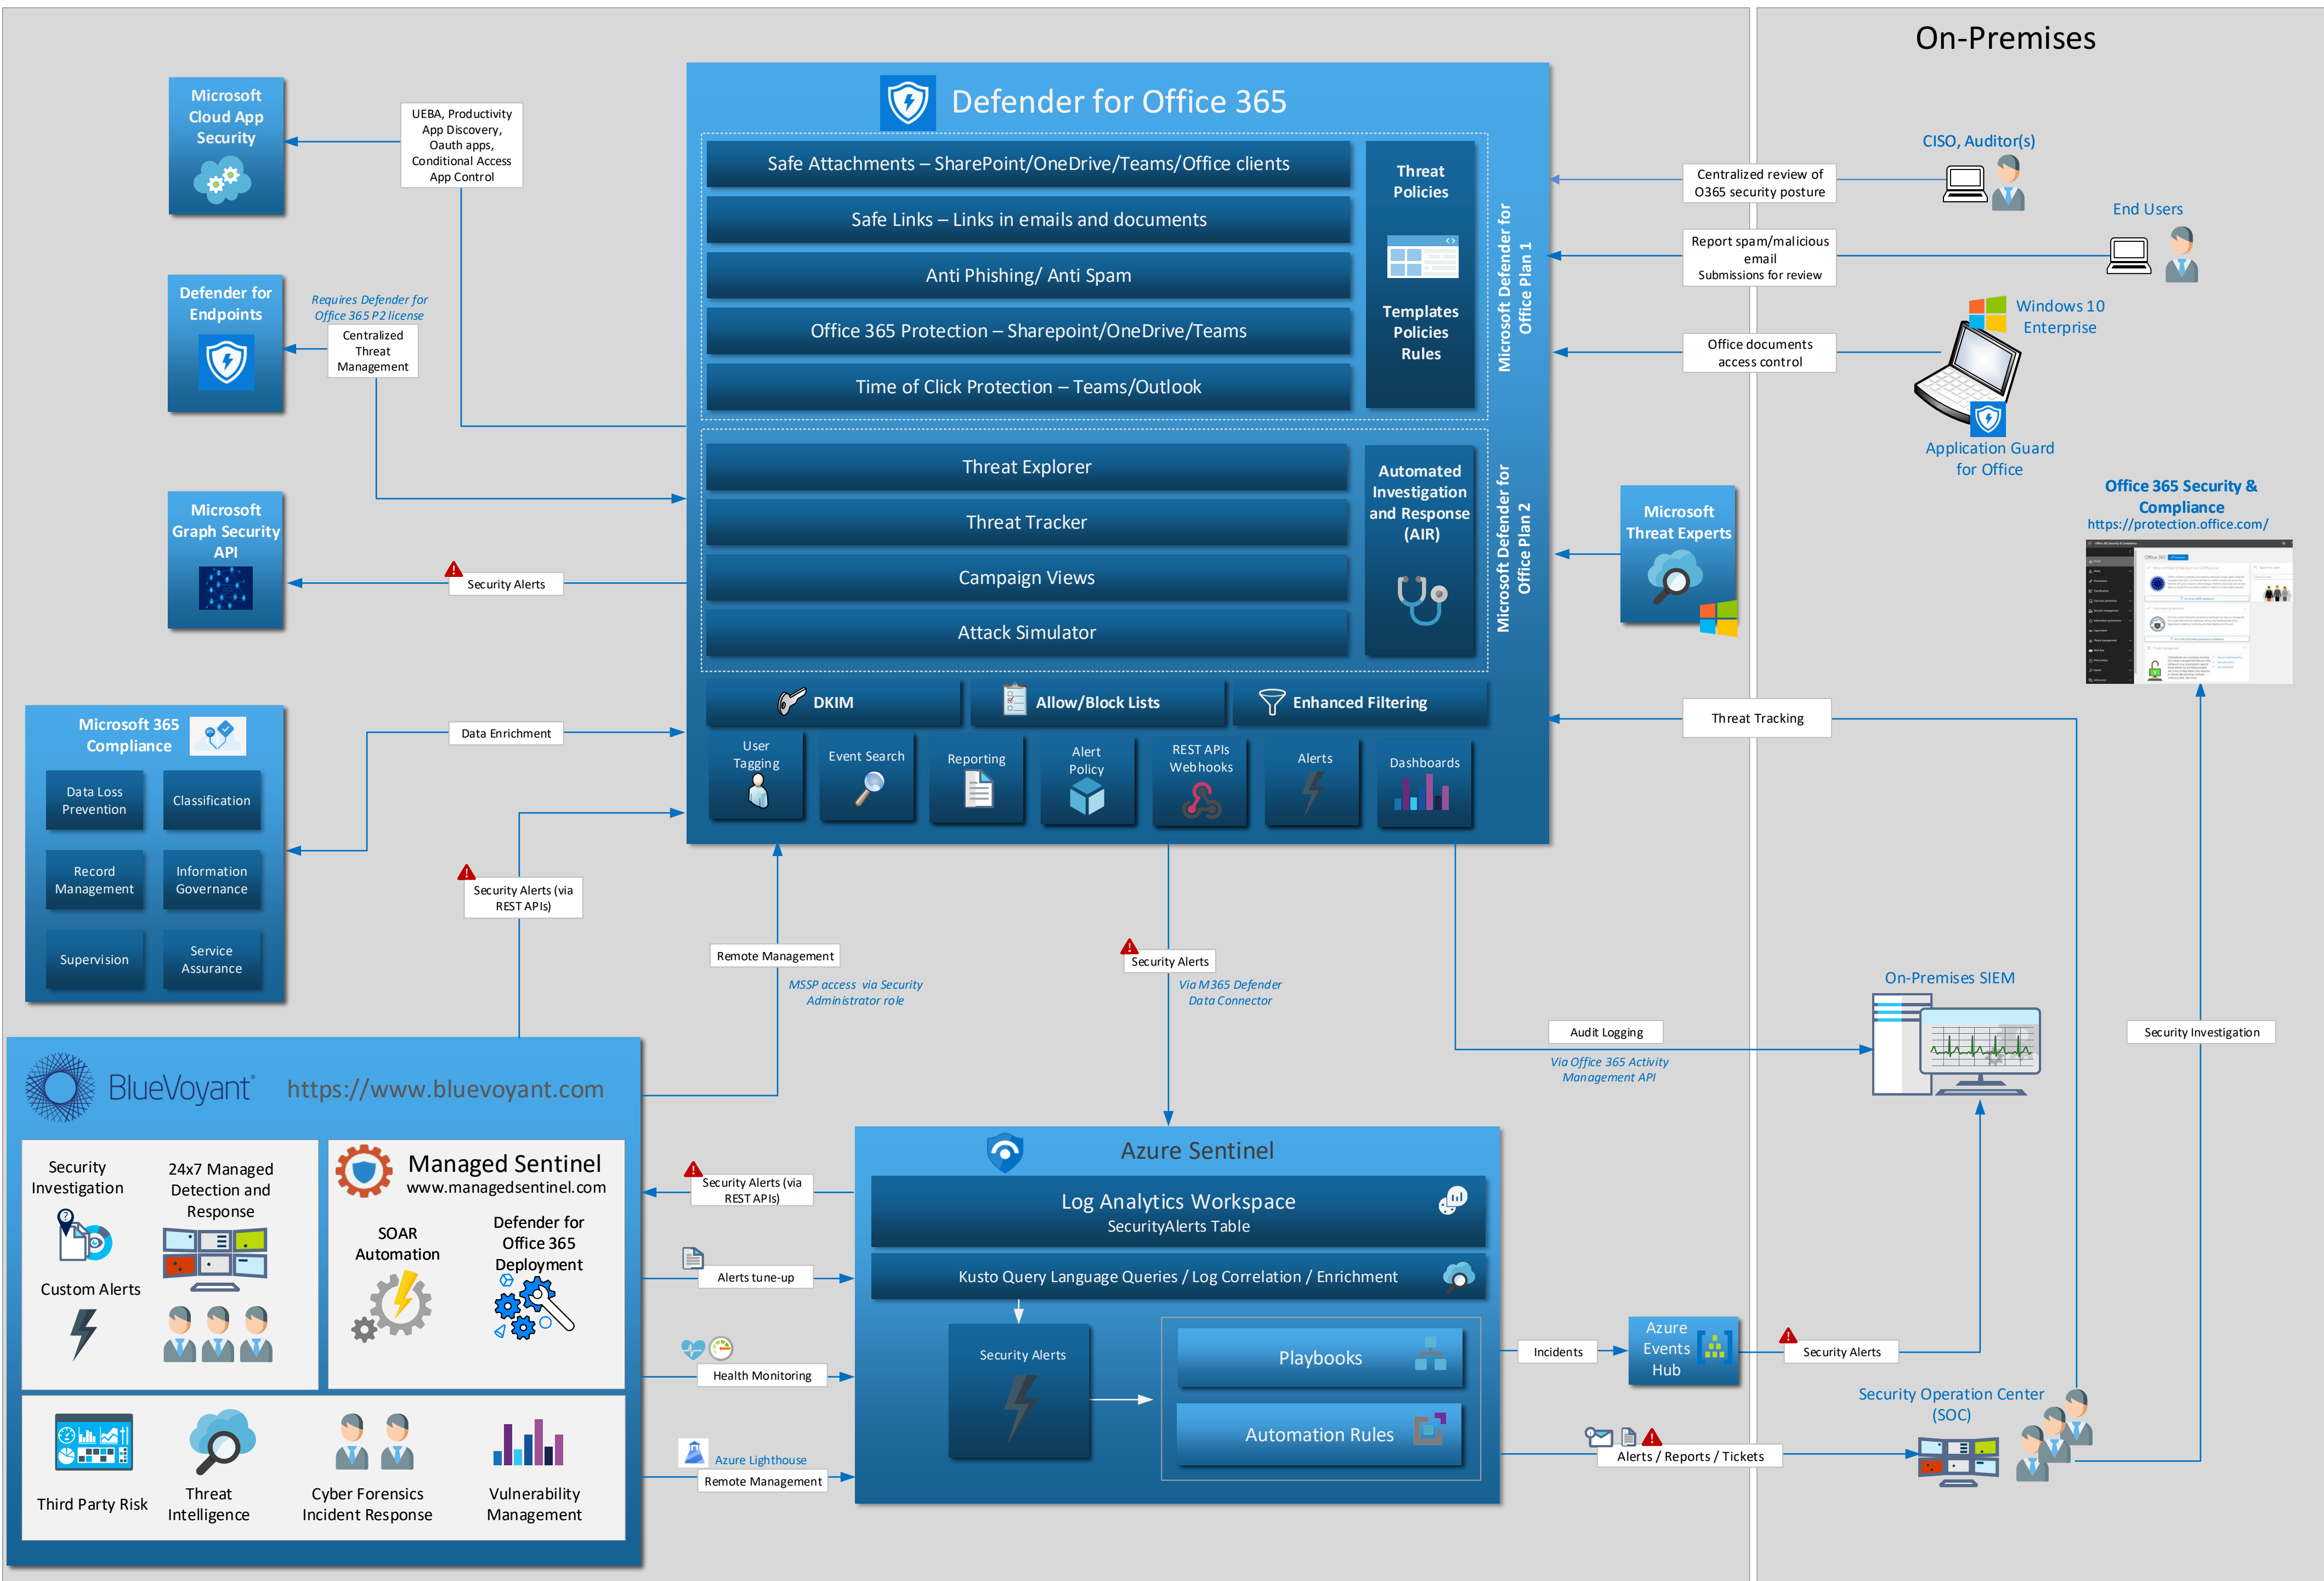 On-Premises
Microsoft
Cloud App
Security
UEBA, Productivity
App Discovery,
Oauth apps,
Conditional Access
App Control
Defender for
Endpoints
Requires Defender for
Office 365 P2 license
Centralized
Threat
Management
Microsoft
Graph Security
API
Security Alerts
Microsoft 365
Compliance
Data Loss
Prevention
Classification
Record
Management
Information
Governance
Supervision
Service
Assurance
Data Enrichment
Security Alerts (via
REST APIs)
Defender for Office 365
Safe Attachments – SharePoint/OneDrive/Teams/Office clients
Safe Links – Links in emails and documents
Anti Phishing/ Anti Spam
Office 365 Protection – Sharepoint/OneDrive/Teams
Time of Click Protection – Teams/Outlook
Threat
Policies
Templates
Policies
Rules
Microsoft Defender for
Office Plan 1
Threat Explorer
Threat Tracker
Campaign Views
Attack Simulator
Automated
Investigation
and Response
(AIR)
Microsoft Defender for
Office Plan 2
DKIM
Allow/Block Lists
Enhanced Filtering
User
Tagging
Event Search
Reporting
Alert
Policy
REST APIs
Webhooks
Alerts
Dashboards
Centralized review of
O365 security posture
CISO, Auditor(s)
Report spam/malicious
email
Submissions for review
End Users
Office documents
access control
Windows 10
Enterprise
Application Guard
for Office
Microsoft
Threat Experts
Office 365 Security &
Compliance
https://protection.office.com/
Threat Tracking
Remote Management
MSSP access via Security
Administrator role
Security Alerts
Via M365 Defender
Data Connector
Audit Logging
Via Office 365 Activity
Management API
On-Premises SIEM
Security Investigation
BlueVoyant
https://www.bluevoyant.com
Security
Investigation
24x7 Managed
Detection and
Response
Custom Alerts
Managed Sentinel
www.managedsentinel.com
SOAR
Automation
Defender for
Office 365
Deployment
Third Party Risk
Threat
Intelligence
Cyber Forensics
Incident Response
Vulnerability
Management
Security Alerts (via
REST APIs)
Alerts tune-up
Health Monitoring
Azure Lighthouse
Remote Management
Azure Sentinel
Log Analytics Workspace
SecurityAlerts Table
Kusto Query Language Queries / Log Correlation / Enrichment
Security Alerts
Playbooks
Automation Rules
Incidents
Azure
Events
Hub
Security Alerts
Security Operation Center
(SOC)
Alerts / Reports / Tickets